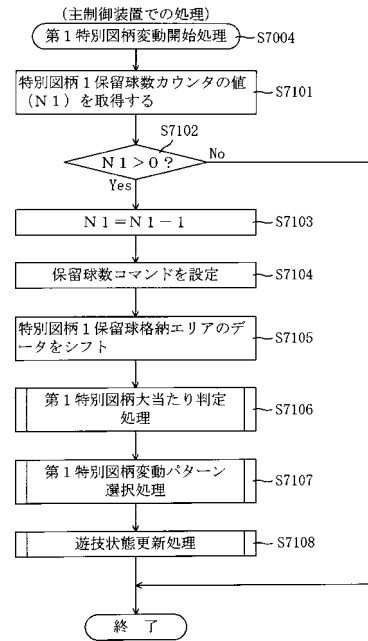 (主制御装置での処理)
第1特別図柄変動開始処理
S7004
特別図柄1保留球数カウンタの値
(N1)を取得する
S7101
S7102
N1>0?
No
Yes
N1=N1-1
S7103
保留球数コマンドを設定
S7104
特別図柄1保留球格納エリアのデー
タをシフト
S7105
第1特別図柄大当たり判定
処理
S7106
第1特別図柄変動パターン
選択処理
S7107
遊技状態更新処理
S7108
終 了